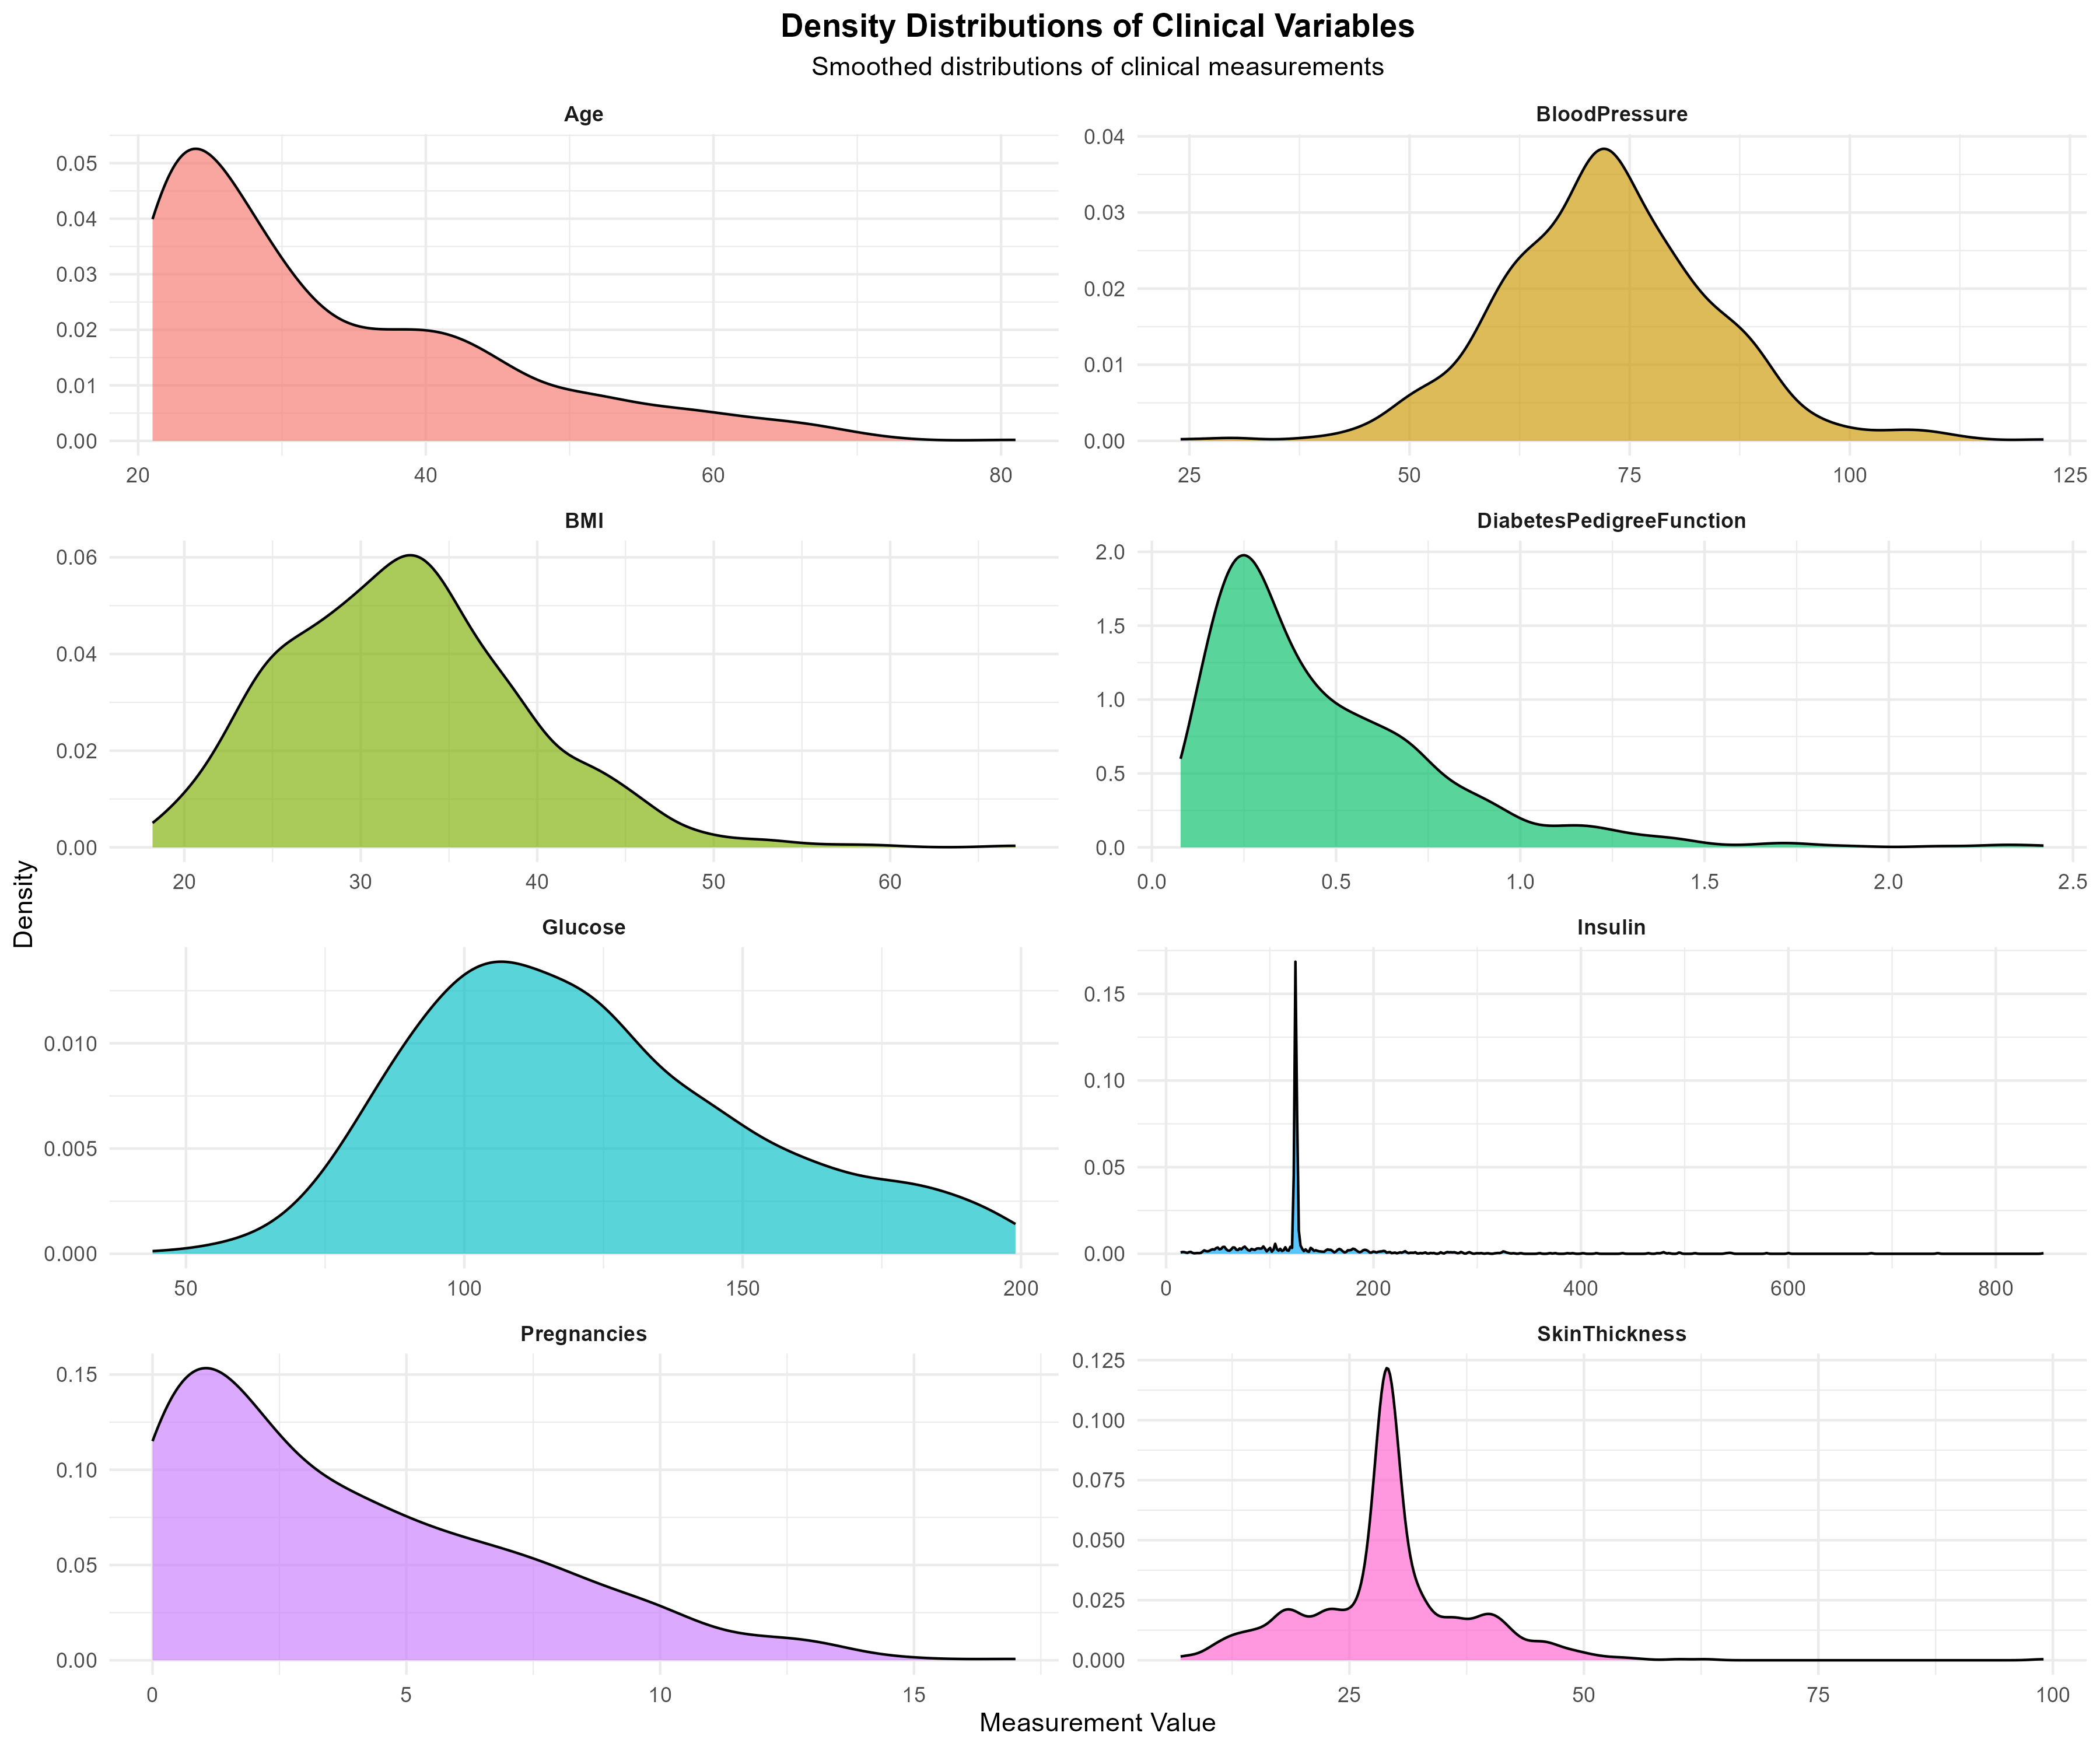 Density Distributions of Clinical Variables
Smoothed distributions of clinical measurements
Age
0.05
0.04
0.03
0.02
0.01
0.00
20 40 60 80
BloodPressure
0.04
0.03
0.02
0.01
0.00
25 50 75 100 125
BMI
0.06
0.04
0.02
0.00
20 30 40 50 60
DiabetesPedigreeFunction
2.0
1.5
1.0
0.5
0.0
0.0 0.5 1.0 1.5 2.0 2.5
Density
Glucose
0.010
0.005
0.000
50 100 150 200
Insulin
0.15
0.10
0.05
0.00
0 200 400 600 800
Pregnancies
0.15
0.10
0.05
0.00
0 5 10 15
SkinThickness
0.125
0.100
0.075
0.050
0.025
0.000
25 50 75 100
Measurement Value